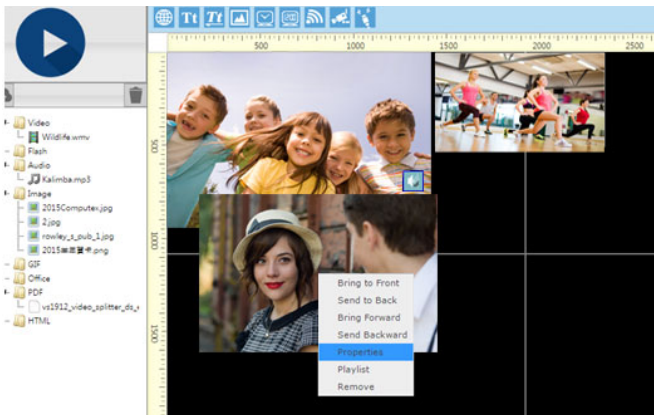 Tt Tt
500 1000 1500 2000 2500
Video
Wildlife.wmv
Flash
Audio
Kalimba.mp3
Image
2015Computex.jpg
2.jpg
rowley_s_pub_1.jpg
GIF
Office
PDF
vs1912_video_splitter_ds_
HTML
500
1000
1500
Bring to Front
Send to Back
Bring Forward
Send Backward
Properties
Playlist
Remove